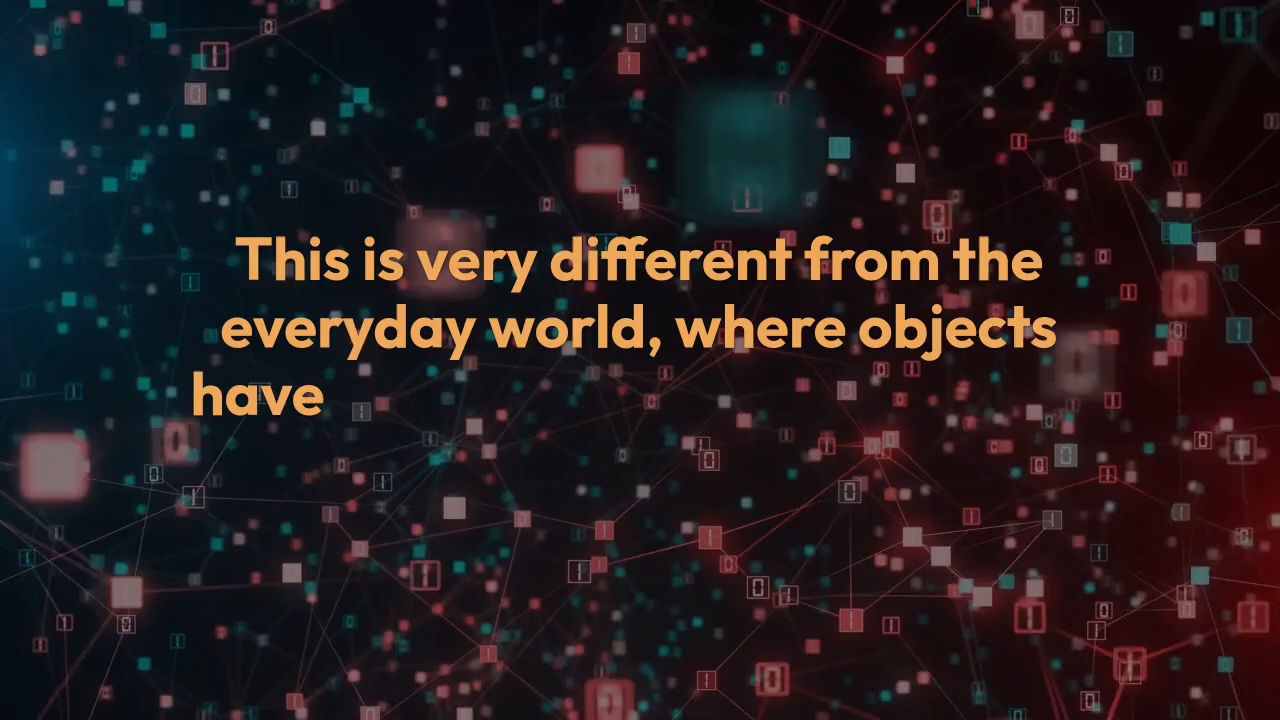 This is very different from the
everyday world, where objects
have